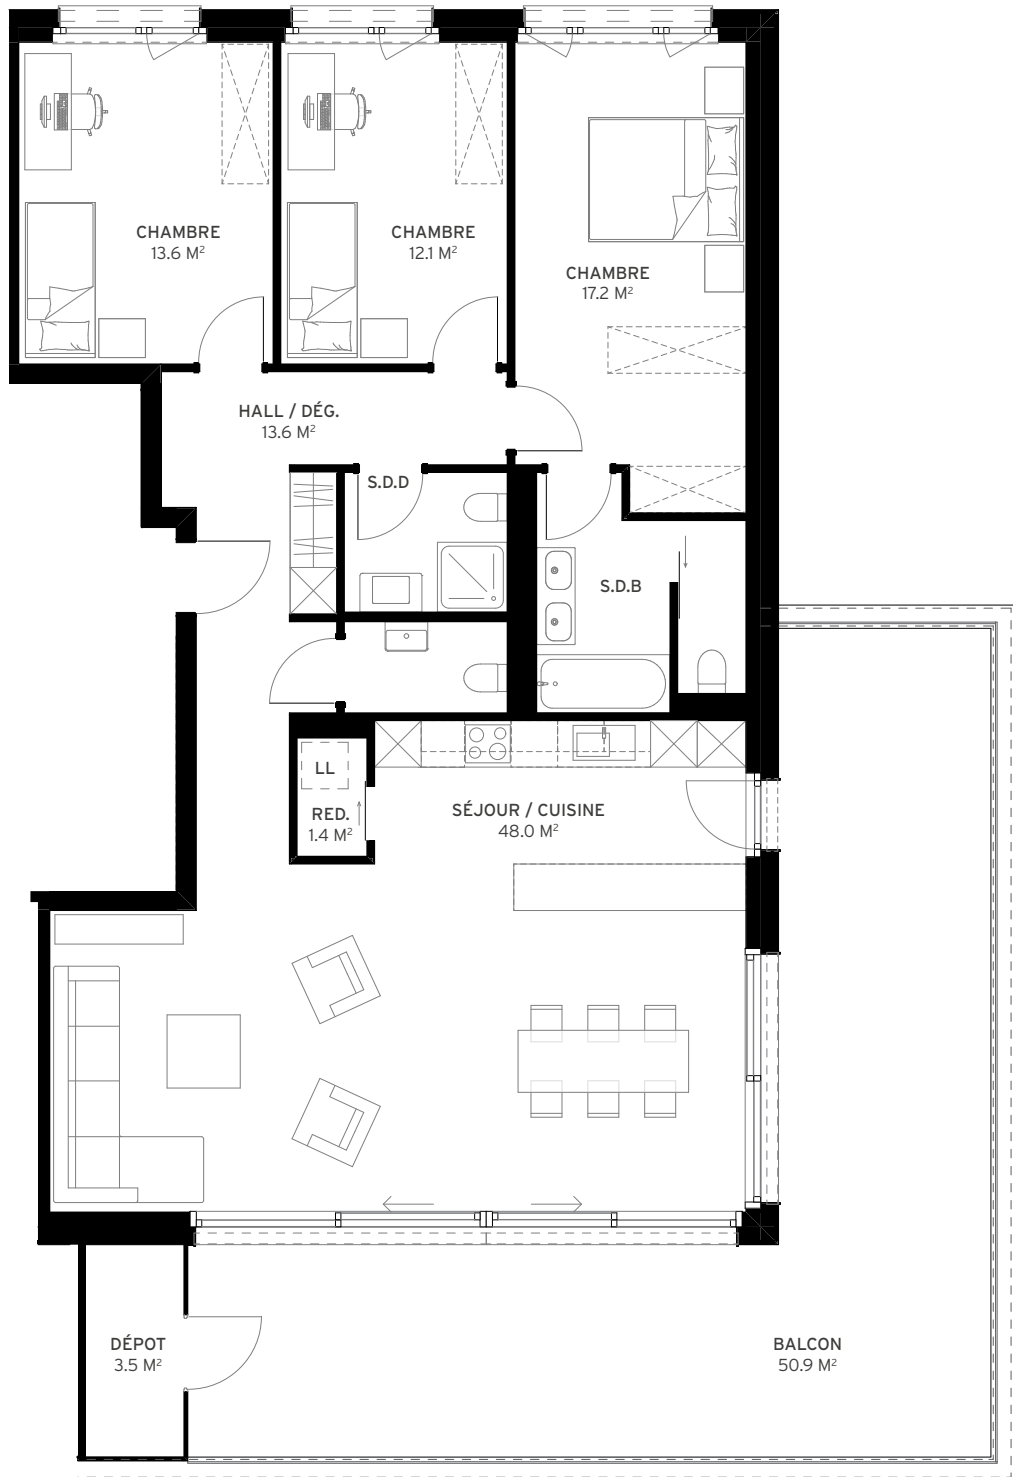 CHAMBRE
13.6 M²
CHAMBRE
12.1 M²
CHAMBRE
17.2 M²
HALL / DÉG.
13.6 M²
S.D.D
S.D.B
LL
RED.
1.4 M²
SÉJOUR / CUISINE
48.0 M²
DÉPOT
3.5 M²
BALCON
50.9 M²